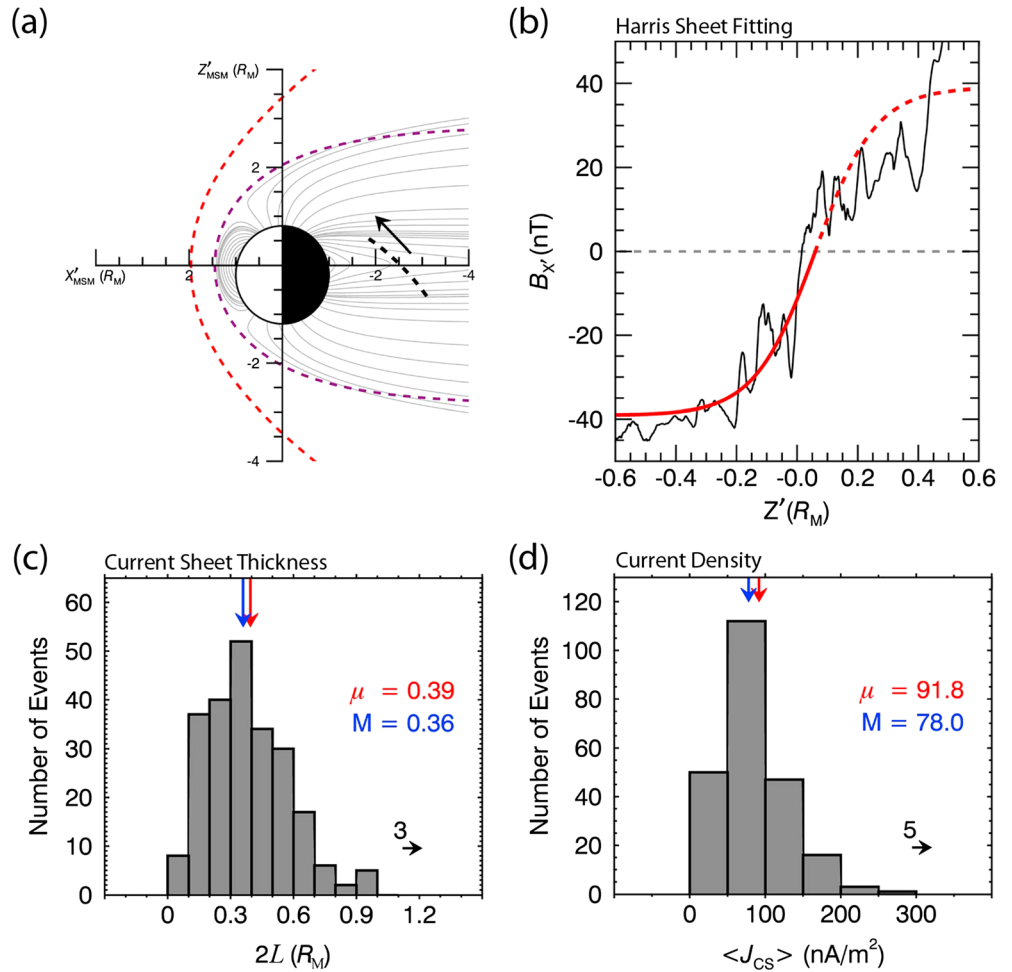 (a)
Z′MSM (RM)
2
X′MSM (RM)
2
-2
-4
-2
-4
(b)
Harris Sheet Fitting
BX′ (nT)
40
20
0
-20
-40
-0.6 -0.4 -0.2 -0.0 0.2 0.4 0.6
Z′ (RM)
(c)
Current Sheet Thickness
Number of Events
60
50
40
30
20
10
0
μ = 0.39
M = 0.36
3
0 0.3 0.6 0.9 1.2
2L (RM)
(d)
Current Density
Number of Events
120
100
80
60
40
20
0
μ = 91.8
M = 78.0
5
0 100 200 300
<JCS> (nA/m²)